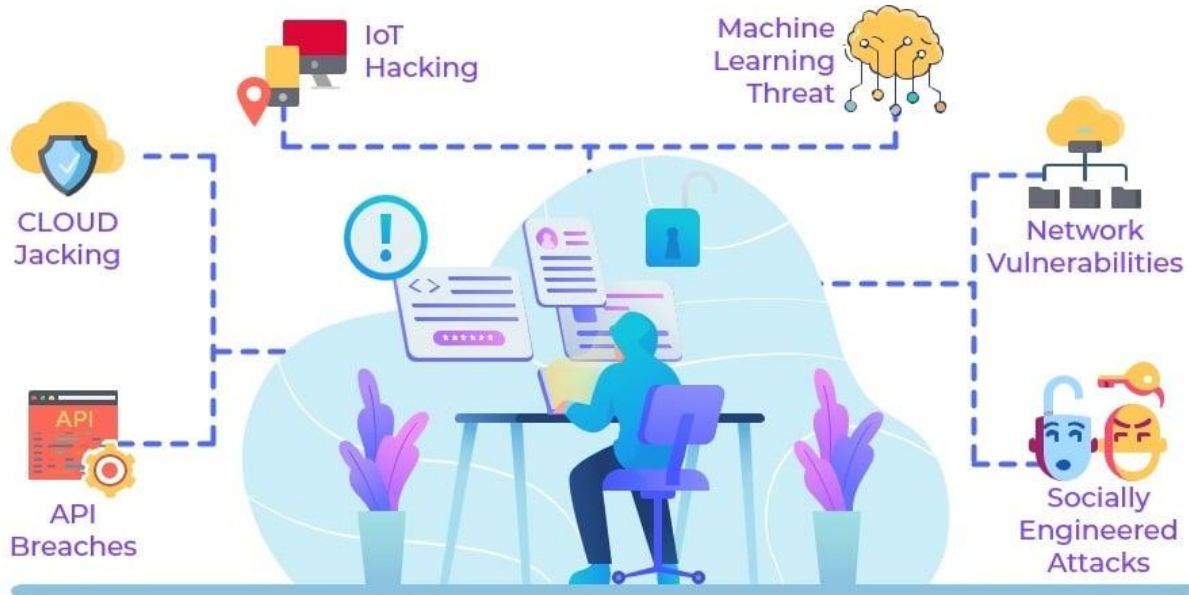 IoT
Hacking
Machine
Learning
Threat
CLOUD
Jacking
Network
Vulnerabilities
API
API
Breaches
Socially
Engineered
Attacks